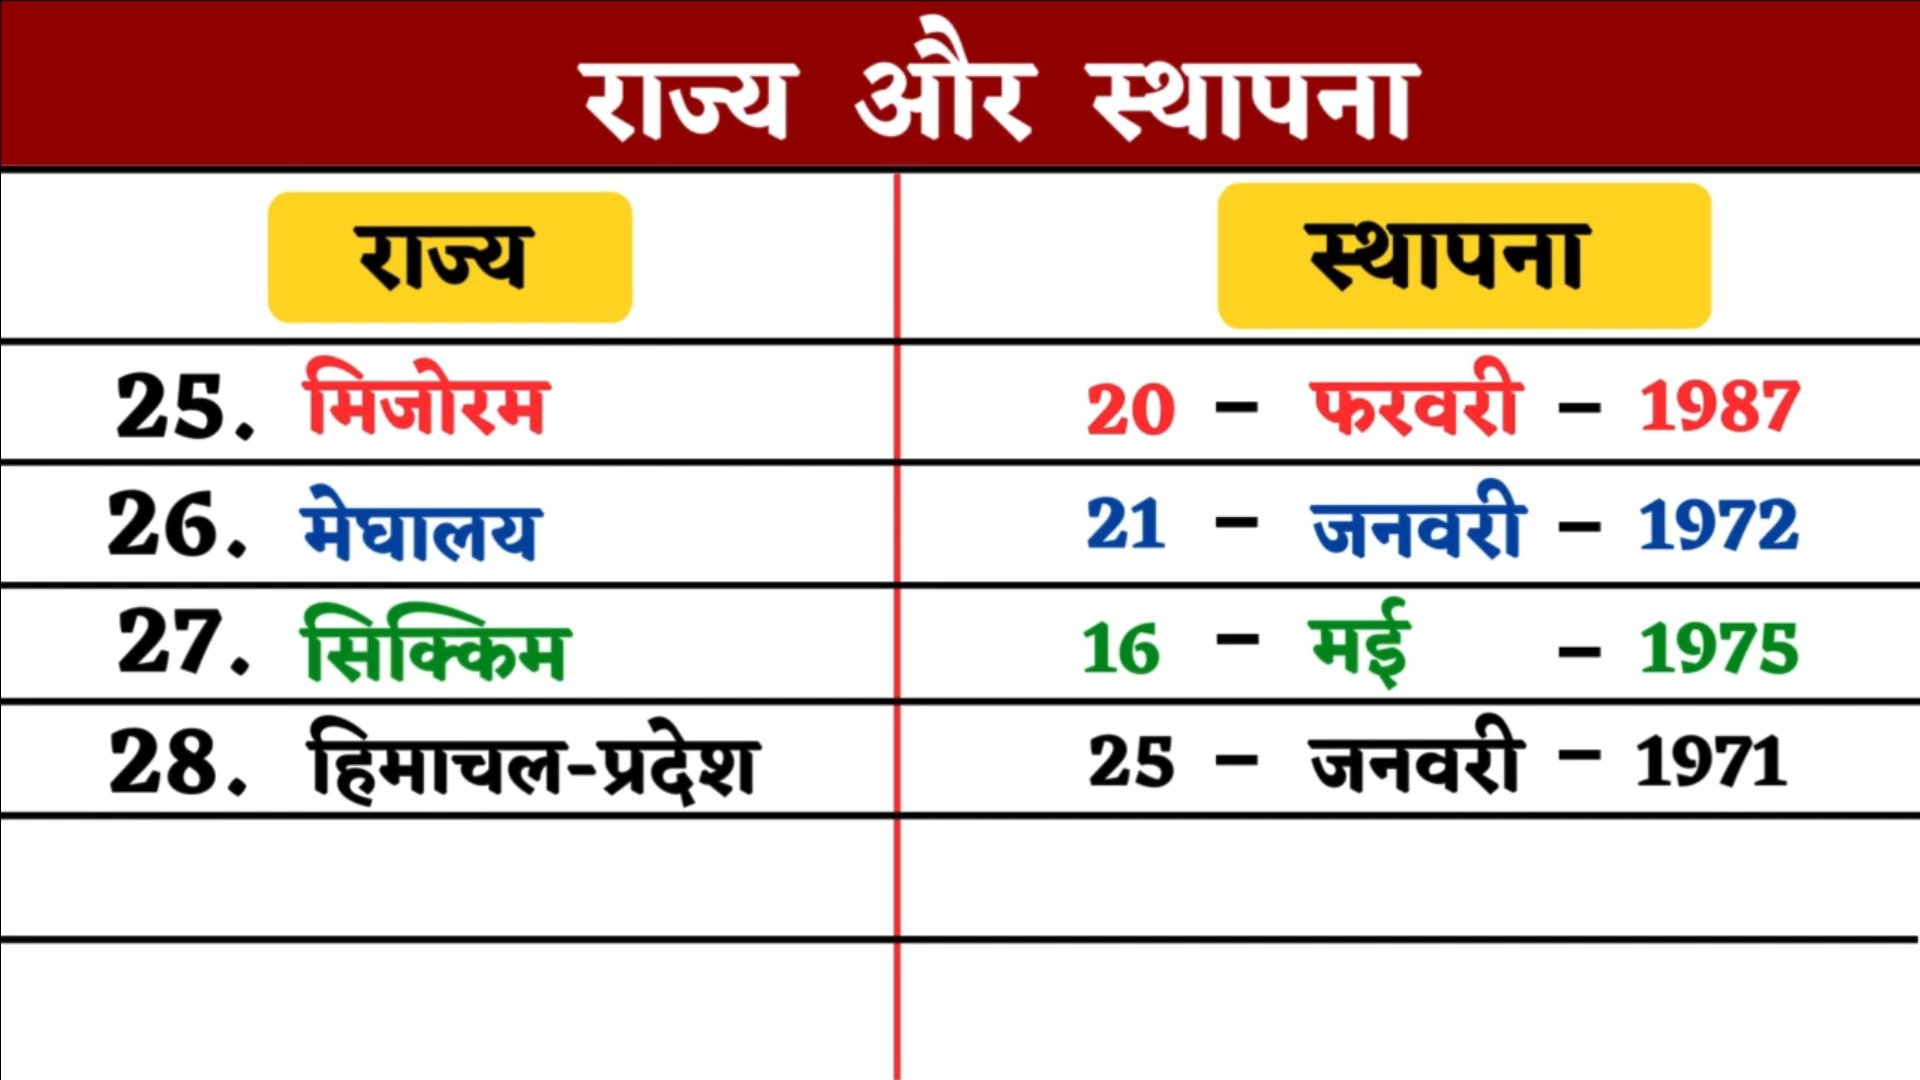 राज्य और स्थापना
राज्य स्थापना
25. मिजोरम 20 – फरवरी – 1987
26. मेघालय 21 – जनवरी – 1972
27. सिक्किम 16 – मई – 1975
28. हिमाचल-प्रदेश 25 – जनवरी – 1971